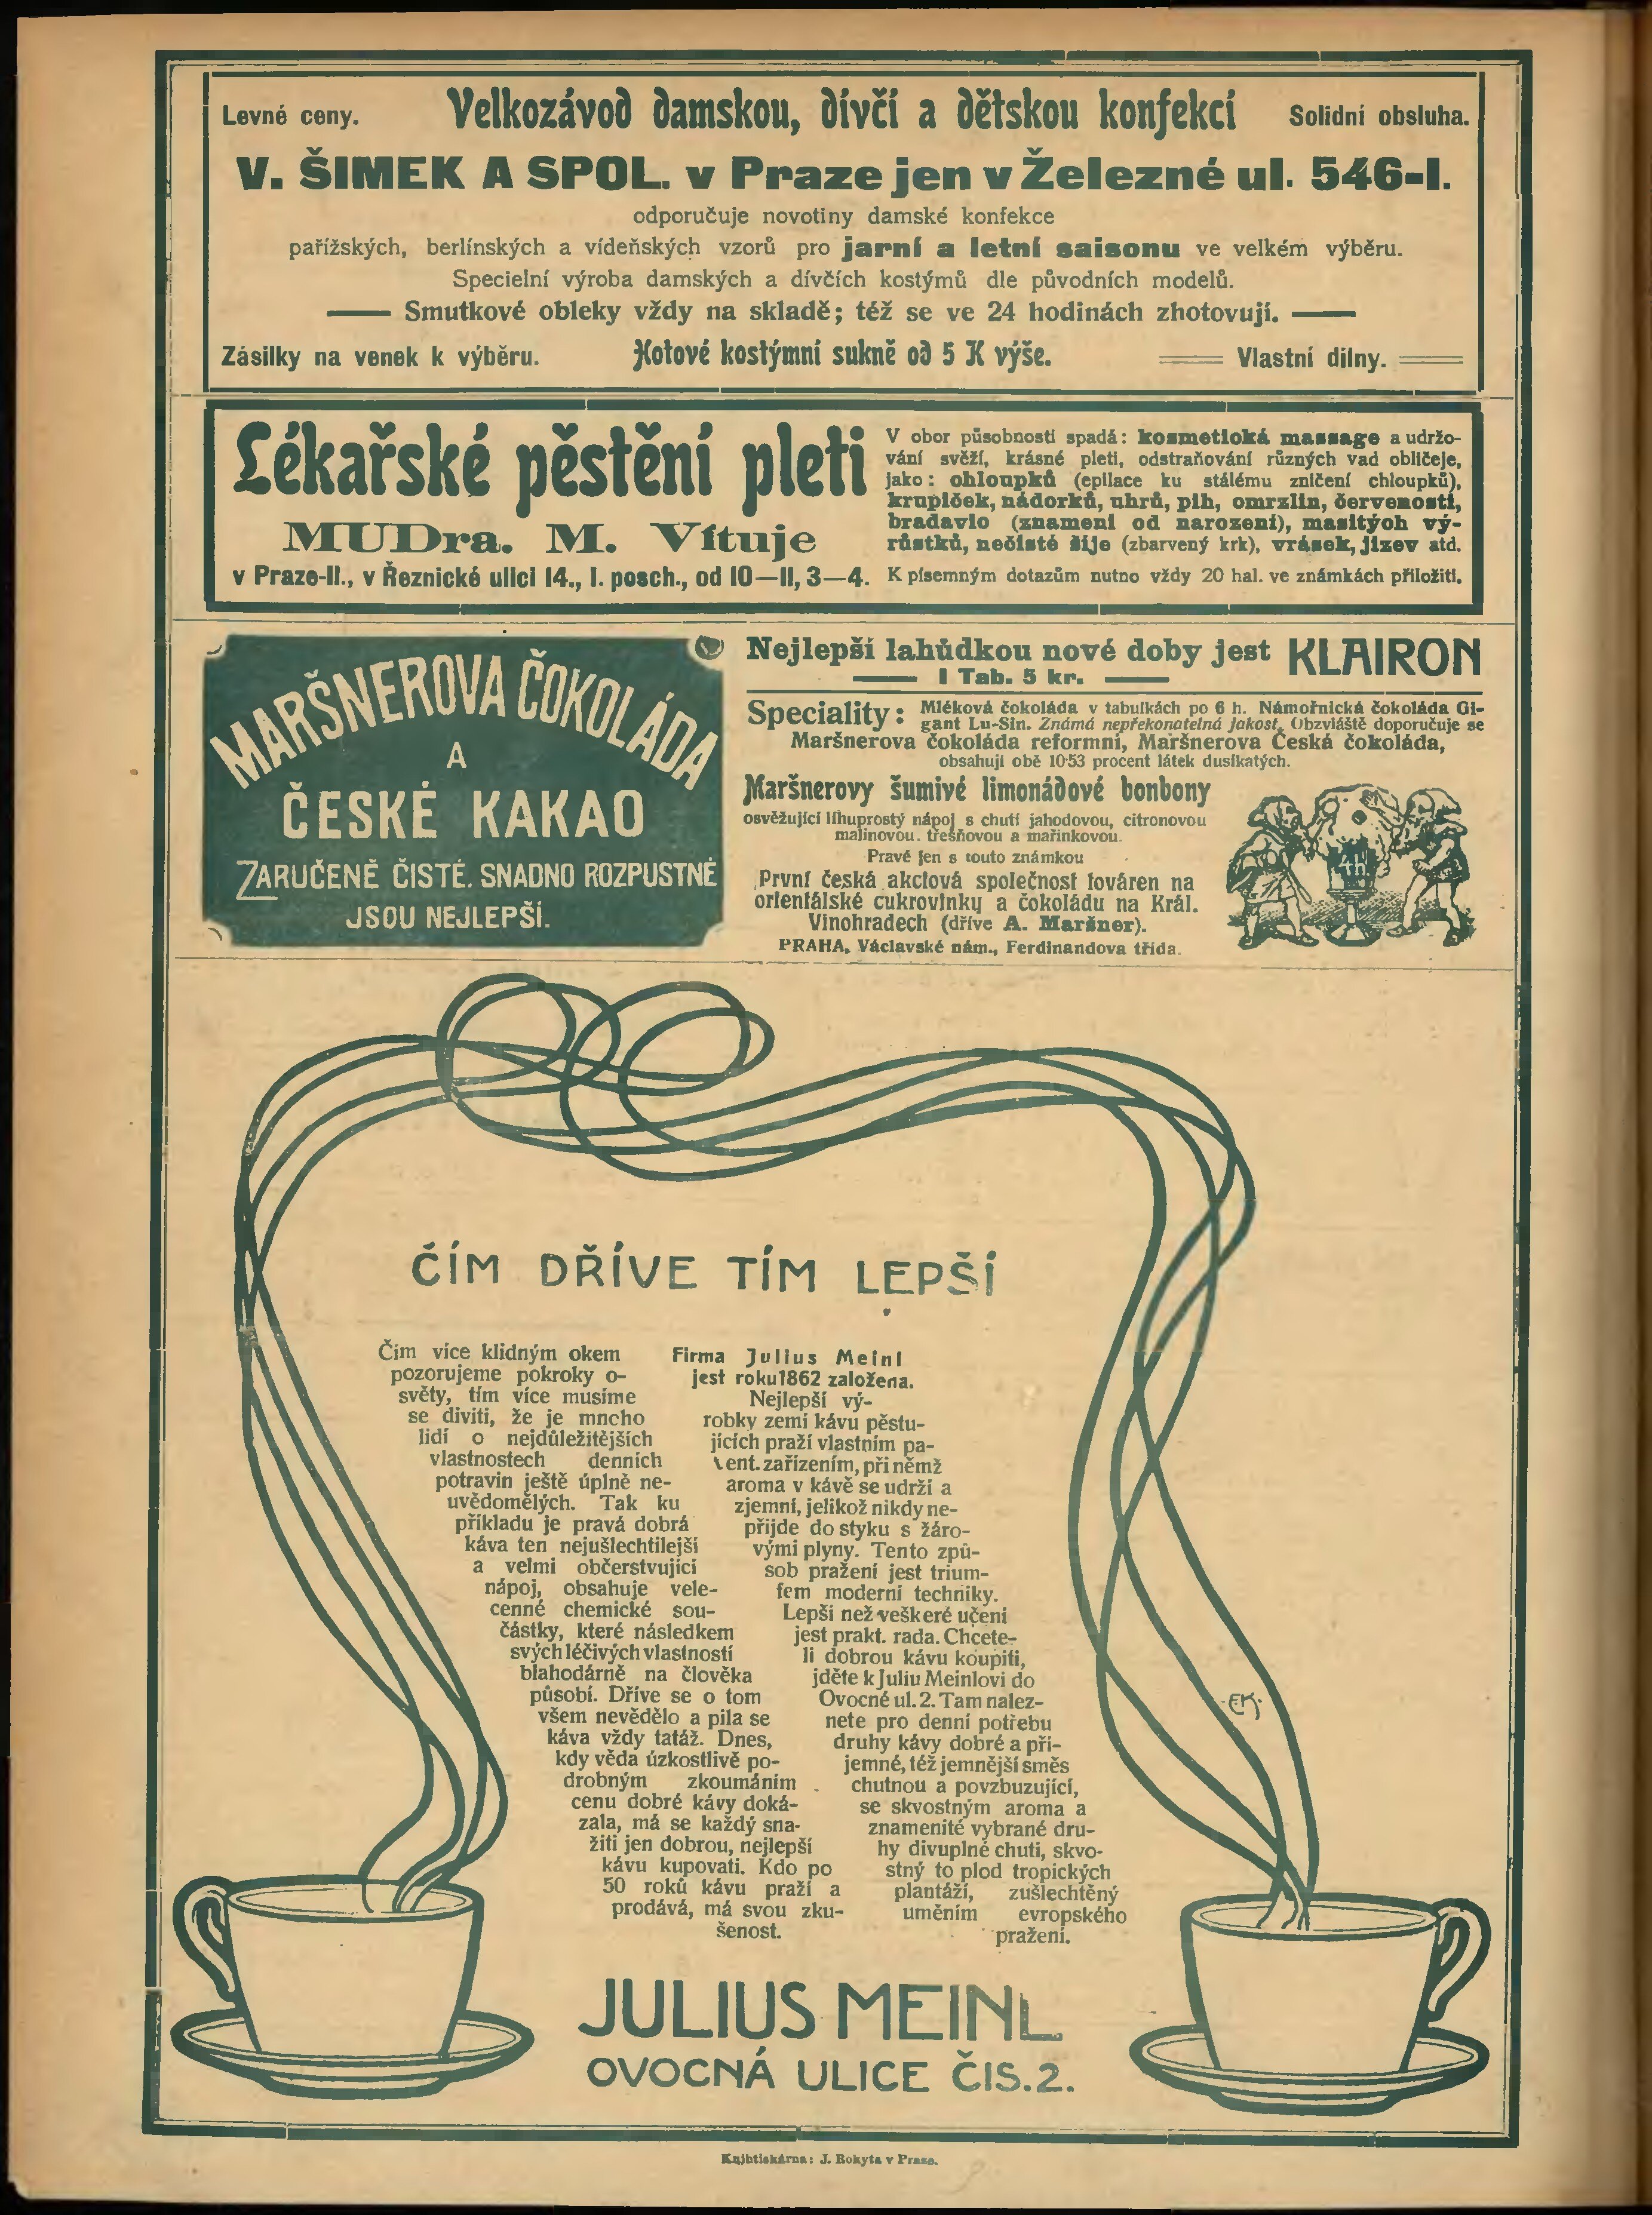 Levné ceny.
Velkozávod damskou, dívčí a dětskou konfekcí
Solidní obsluha.
V. ŠIMEK A SPOL. v Praze jen v Železné ul. 546-I.
odporučuje novotiny damské konfekce
pařížských, berlínských a vídeňských vzorů pro jarní a letní saisonu ve velkém výběru.
Specielní výroba damských a dívčích kostýmů dle původních modelů.
Smutkové obleky vždy na skladě; též se ve 24 hodinách zhotovují.
Zásilky na venek k výběru.
Hotové kostýmní sukně od 5 K výše.
Vlastní dílny.
Lékařské pěstění pleti
MUDra. M. Vítuje
v Praze-II., v Řeznické ulici 14., I. posch., od 10—11, 3—4.
V obor působnosti spadá: kosmetická massage a udržo-
vání svěží, krásné pleti, odstraňování různých vad obličeje,
jako: chloupků (epilace ku stálému zničení chloupků),
krupiček, nádorků, uhrů, pih, omrzlin, červenosti,
bradavic (znamení od narození), masitých vý-
růstků, nečisté šije (zbarvený krk), vrásek, jizev atd.
K písemným dotazům nutno vždy 20 hal. ve známkách přiložiti.
MARŠNEROVA ČOKOLÁDA
A
ČESKÉ KAKAO
ZARUČENĚ ČISTÉ. SNADNO ROZPUSTNÉ
JSOU NEJLEPŠÍ.
Nejlepší lahůdkou nové doby jest KLAIRON
1 Tab. 5 kr.
Speciality: Mléková čokoláda v tabulkách po 6 h. Námořnická čokoláda Gi-
gant Lu-Sin. Známá nepřekonatelná jakost. Obzvláště doporučuje se
Maršnerova čokoláda reformní, Maršnerova Česká čokoláda,
obsahují obě 10·53 procent látek dusíkatých.
Maršnerovy šumivé limonádové bonbony
osvěžující líhuprostý nápoj s chutí jahodovou, citronovou
malinovou, třešňovou a mařinkovou.
Pravé jen s touto známkou
4h
První česká akciová společnost továren na
orientálské cukrovinky a čokoládu na Král.
Vinohradech (dříve A. Maršner).
PRAHA, Václavské nám., Ferdinandova třída.
ČÍM DŘÍVE TÍM LEPŠÍ
Čím více klidným okem
pozorujeme pokroky o-
světy, tím více musíme
se diviti, že je mnoho
lidí o nejdůležitějších
vlastnostech denních
potravin ještě úplně ne-
uvědomělých. Tak ku
příkladu je pravá dobrá
káva ten nejušlechtilejší
a velmi občerstvující
nápoj, obsahuje vele-
cenné chemické sou-
částky, které následkem
svých léčivých vlastností
blahodárně na člověka
působí. Dříve se o tom
všem nevědělo a pila se
káva vždy tatáž. Dnes,
kdy věda úzkostlivě po-
drobným zkoumáním
cenu dobré kávy doká-
zala, má se každý sna-
žiti jen dobrou, nejlepší
kávu kupovati. Kdo po
50 roků kávu praží a
prodává, má svou zku-
šenost.
Firma Julius Meinl
jest roku 1862 založena.
Nejlepší vý-
robky zemí kávu pěstu-
jících praží vlastním pa-
tent. zařízením, při němž
aroma v kávě se udrží a
zjemní, jelikož nikdy ne-
přijde do styku s žáro-
vými plyny. Tento způ-
sob pražení jest trium-
fem moderní techniky.
Lepší než veškeré učení
jest prakt. rada. Chcete-
li dobrou kávu koupiti,
jděte k Juliu Meinlovi do
Ovocné ul. 2. Tam nalez-
nete pro denní potřebu
druhy kávy dobré a pří-
jemné, též jemnější směs
chutnou a povzbuzující,
se skvostným aroma a
znamenité vybrané dru-
hy divuplné chuti, skvo-
stný to plod tropických
plantáží, zušlechtěný
uměním evropského
pražení.
EK
JULIUS MEINL
OVOCNÁ ULICE ČIS. 2.
Knihtiskárna: J. Rokyta v Praze.